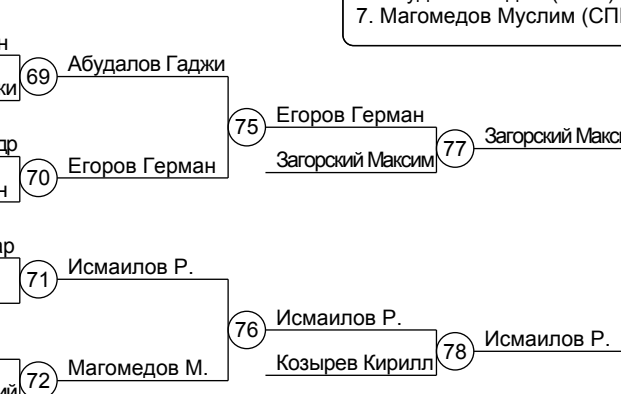 7. Магомедов Муслим
69 Абудалов Гаджи
75 Егоров Герман
Загорский Максим 77 Загорский
70 Егоров Герман
71 Исмаилов Р.
76 Исмаилов Р.
Козырев Кирилл 78 Исмаилов Р.
72 Магомедов М.